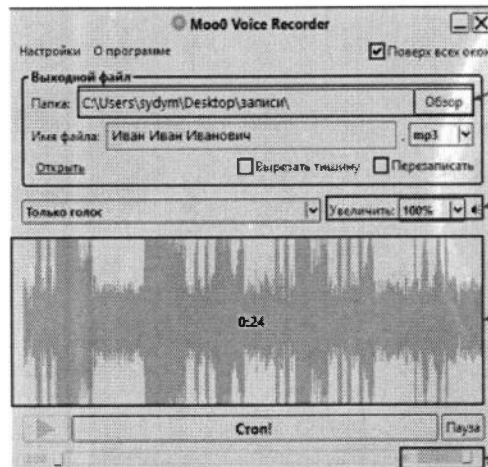 Moo0 Voice Recorder
Настройки О программе Поверх всех окон
Выходной файл
Папка: C:\Users\sydym\Desktop\записи\ Обзор
Имя файла: Иван Иван Иванович . mp3
Открыть Вырезать тишину Перезаписать
Только голос Увеличить: 100%
0:24
Стоп! Пауза